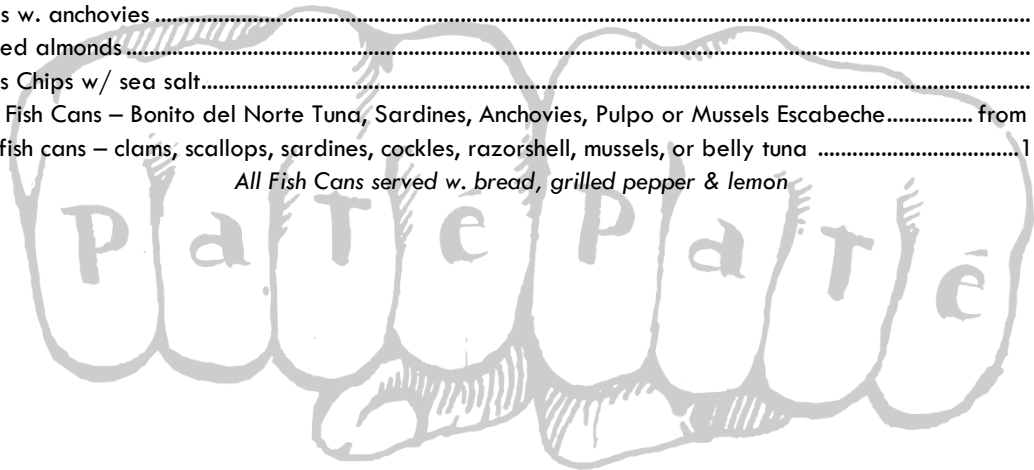 s w. anchovies ................................................................
ed almonds ................................................................
s Chips w/ sea salt................................................................
Fish Cans – Bonito del Norte Tuna, Sardines, Anchovies, Pulpo or Mussels Escabeche............... from
fish cans – clams, scallops, sardines, cockles, razorshell, mussels, or belly tuna ...................................1
All Fish Cans served w. bread, grilled pepper & lemon
PaTé PaTé